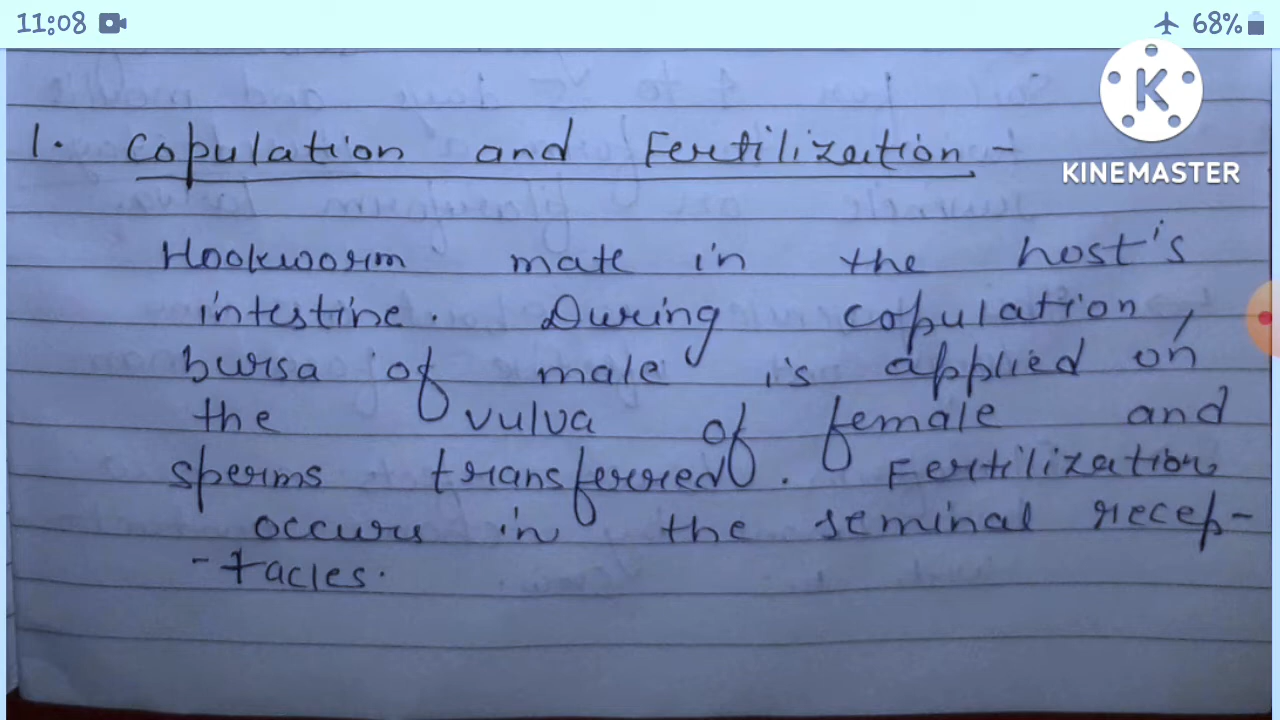 11:08
68%
K
KINEMASTER
1. Copulation and Fertilization -
Hookworm mate in the host's
intestine. During copulation,
bursa of male is applied on
the vulva of female and
sperms transferred. Fertilization
occurs in the seminal recep-
-tacles.